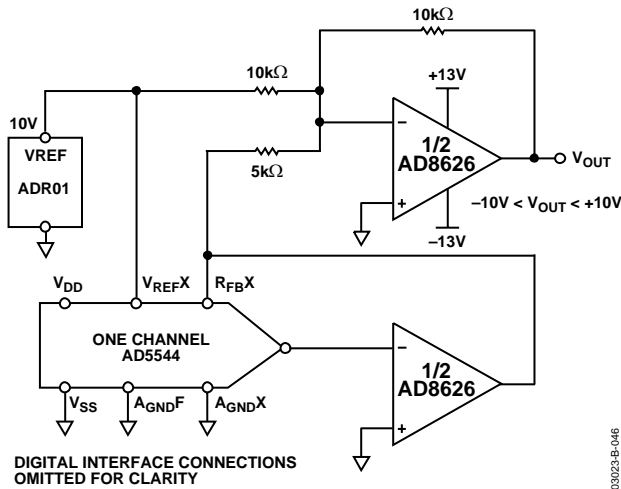 10kΩ
10kΩ
+13V
10V
VREF
ADR01
5kΩ
–
1/2
AD8626
+
VOUT
–10V < VOUT < +10V
–13V
VDD
VREFX
RFBX
ONE CHANNEL
AD5544
–
1/2
AD8626
+
VSS
AGNDF
AGNDX
DIGITAL INTERFACE CONNECTIONS
OMITTED FOR CLARITY
03023-B-046